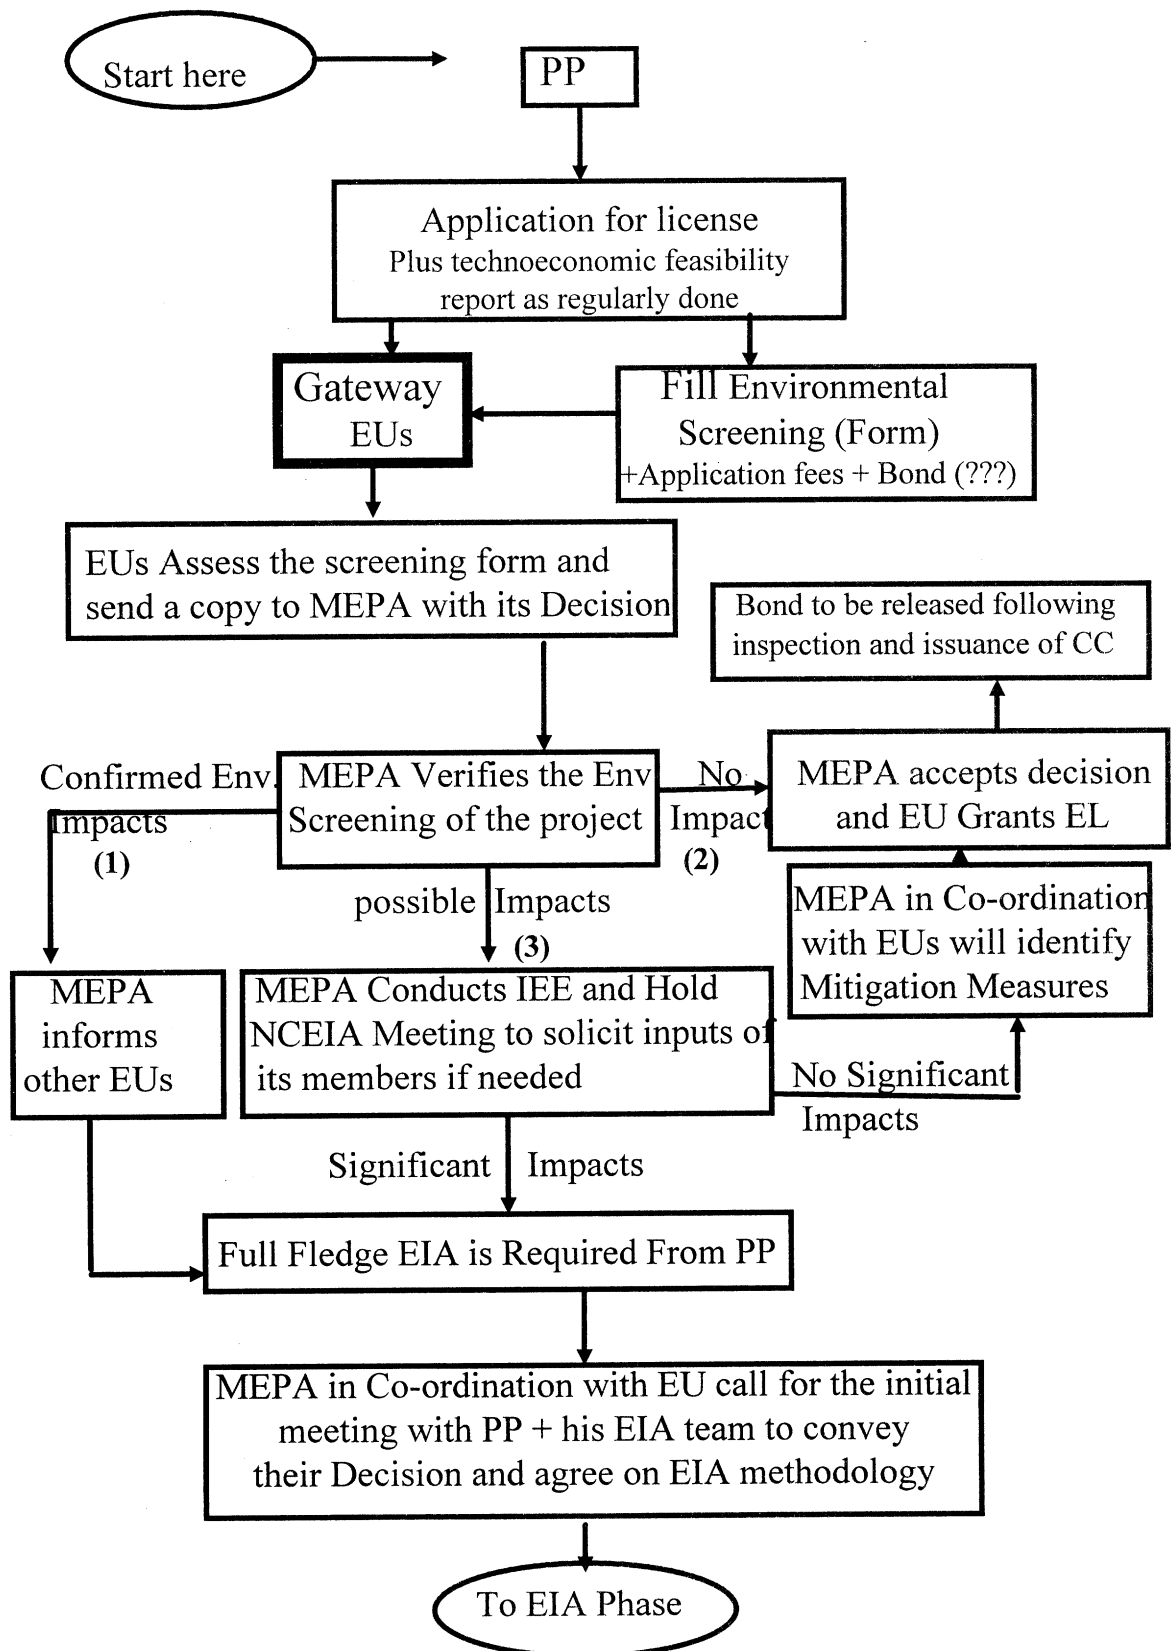 Start here
PP
Application for license
Plus technoeconomic feasibility
report as regularly done
Gateway
EUs
Fill Environmental
Screening (Form)
+Application fees + Bond (???)
EUs Assess the screening form and
send a copy to MEPA with its Decision
Bond to be released following
inspection and issuance of CC
Confirmed Env.
Impacts
(1)
MEPA Verifies the Env
Screening of the project
No
Impact
(2)
MEPA accepts decision
and EU Grants EL
possible Impacts
(3)
MEPA in Co-ordination
with EUs will identify
Mitigation Measures
MEPA
informs
other EUs
MEPA Conducts IEE and Hold
NCEIA Meeting to solicit inputs of
its members if needed
No Significant
Impacts
Significant Impacts
Full Fledge EIA is Required From PP
MEPA in Co-ordination with EU call for the initial
meeting with PP + his EIA team to convey
their Decision and agree on EIA methodology
To EIA Phase